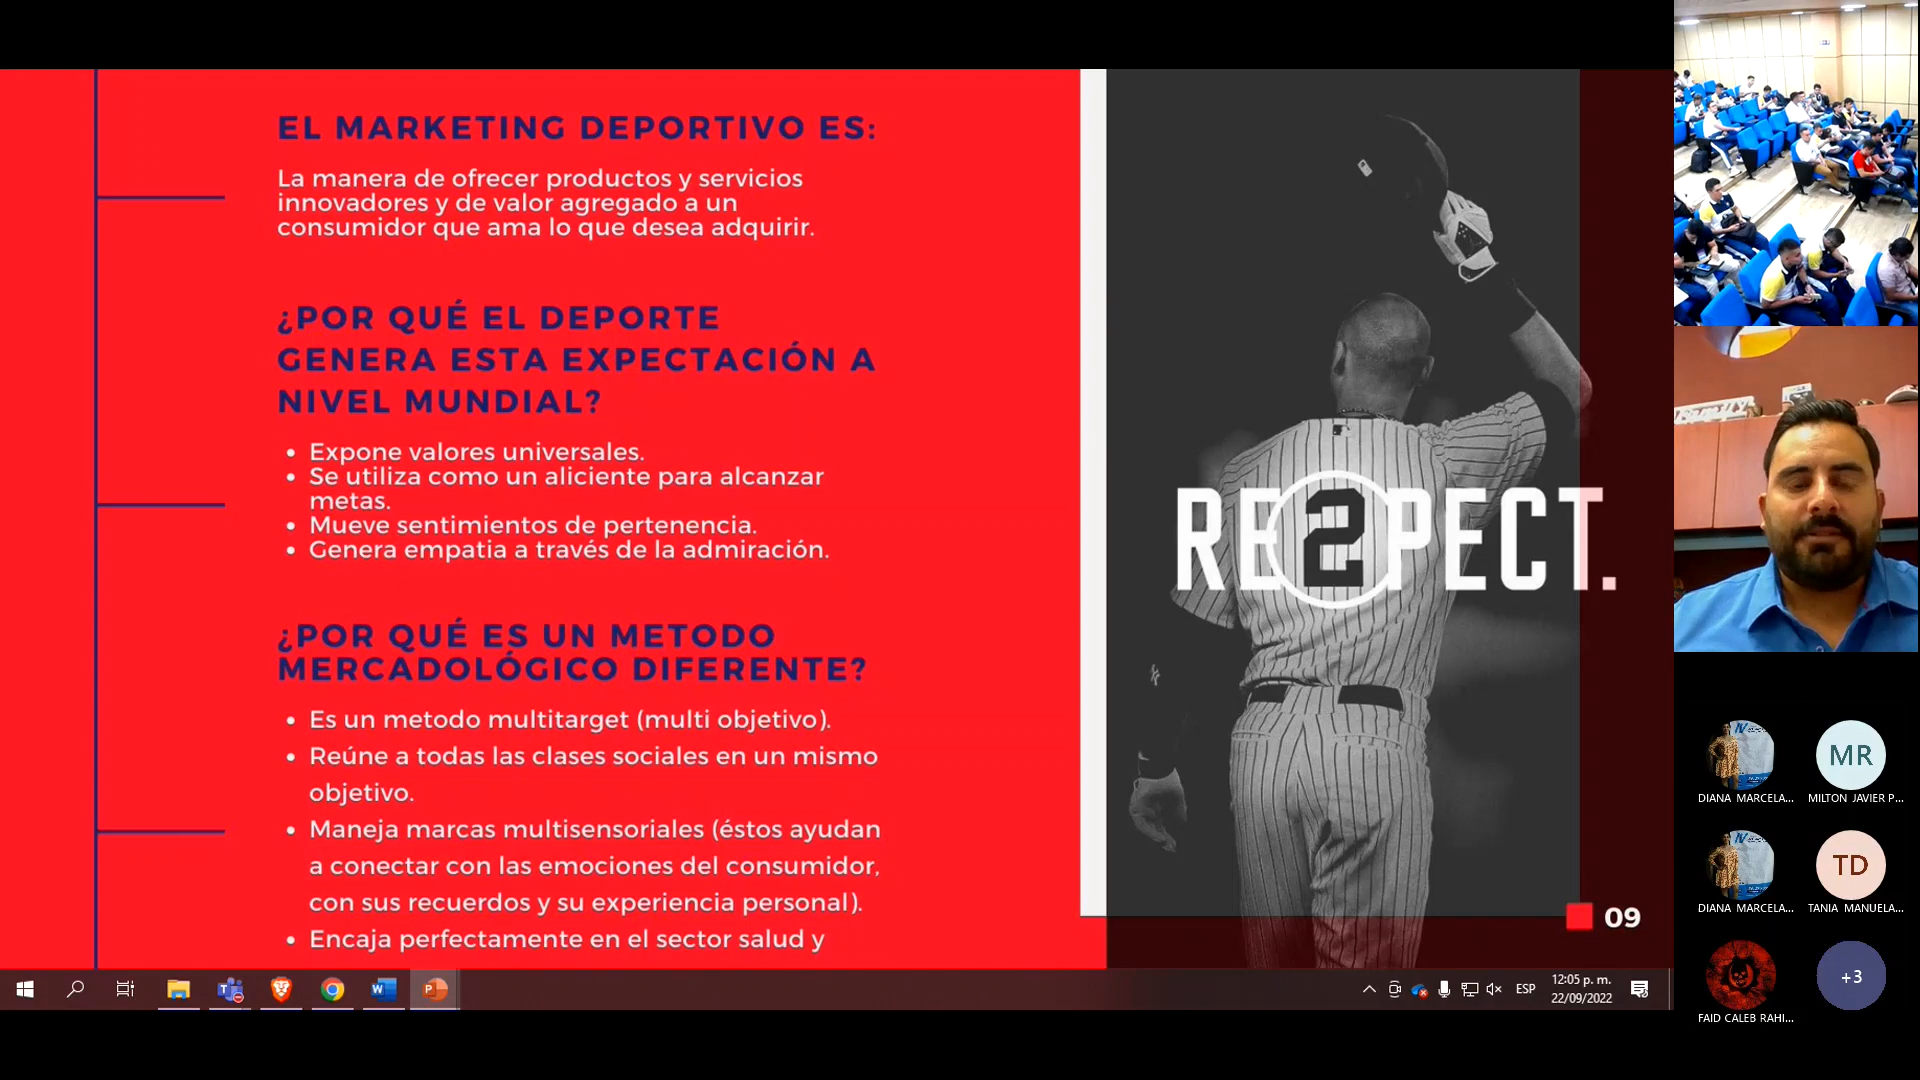 EL MARKETING DEPORTIVO ES:
La manera de ofrecer productos y servicios
innovadores y de valor agregado a un
consumidor que ama lo que desea adquirir.
¿POR QUÉ EL DEPORTE
GENERA ESTA EXPECTACIÓN A
NIVEL MUNDIAL?
• Expone valores universales.
• Se utiliza como un aliciente para alcanzar
metas.
• Mueve sentimientos de pertenencia.
• Genera empatia a través de la admiración.
¿POR QUÉ ES UN METODO
MERCADOLÓGICO DIFERENTE?
• Es un metodo multitarget (multi objetivo).
• Reúne a todas las clases sociales en un mismo
objetivo.
• Maneja marcas multisensoriales (éstos ayudan
a conectar con las emociones del consumidor,
con sus recuerdos y su experiencia personal).
• Encaja perfectamente en el sector salud y
RE2PECT.
09
ESP
12:05 p. m.
22/09/2022
MR
DIANA MARCELA...
MILTON JAVIER P...
TD
DIANA MARCELA...
TANIA MANUELA...
+3
FAID CALEB RAHI...